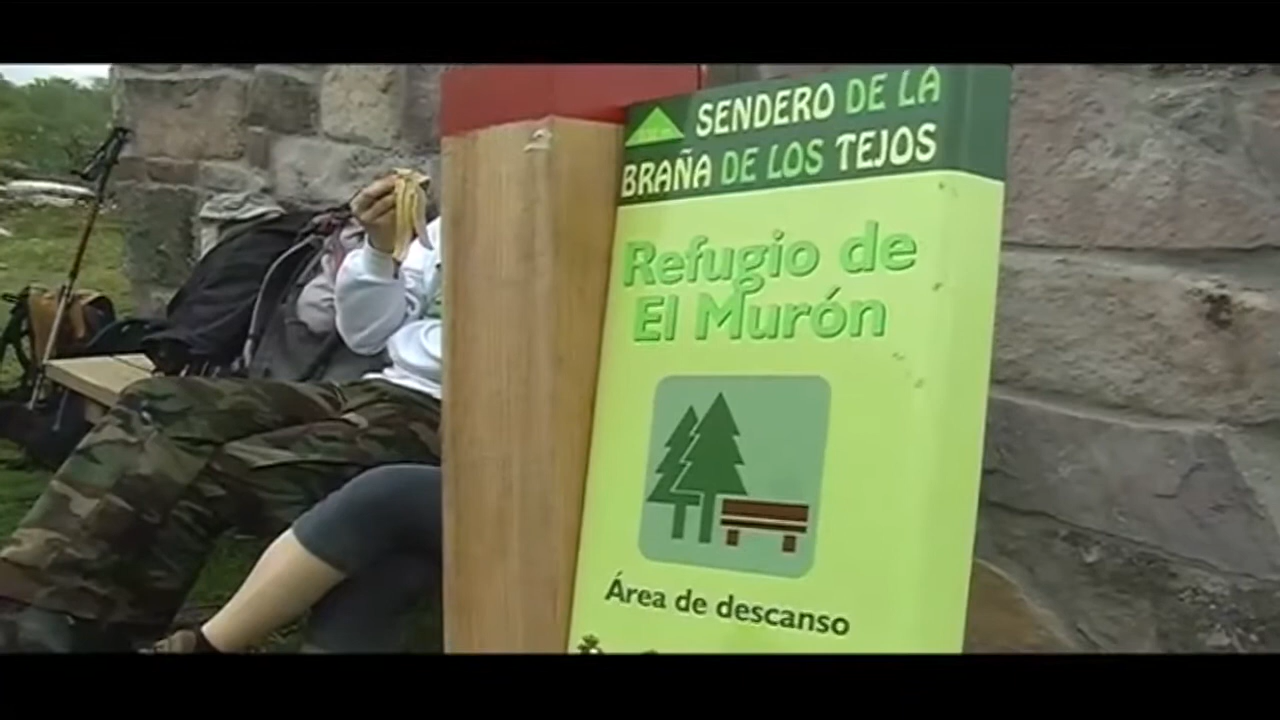 SENDERO DE LA
BRAÑA DE LOS TEJOS
Refugio de
El Murón
Área de descanso